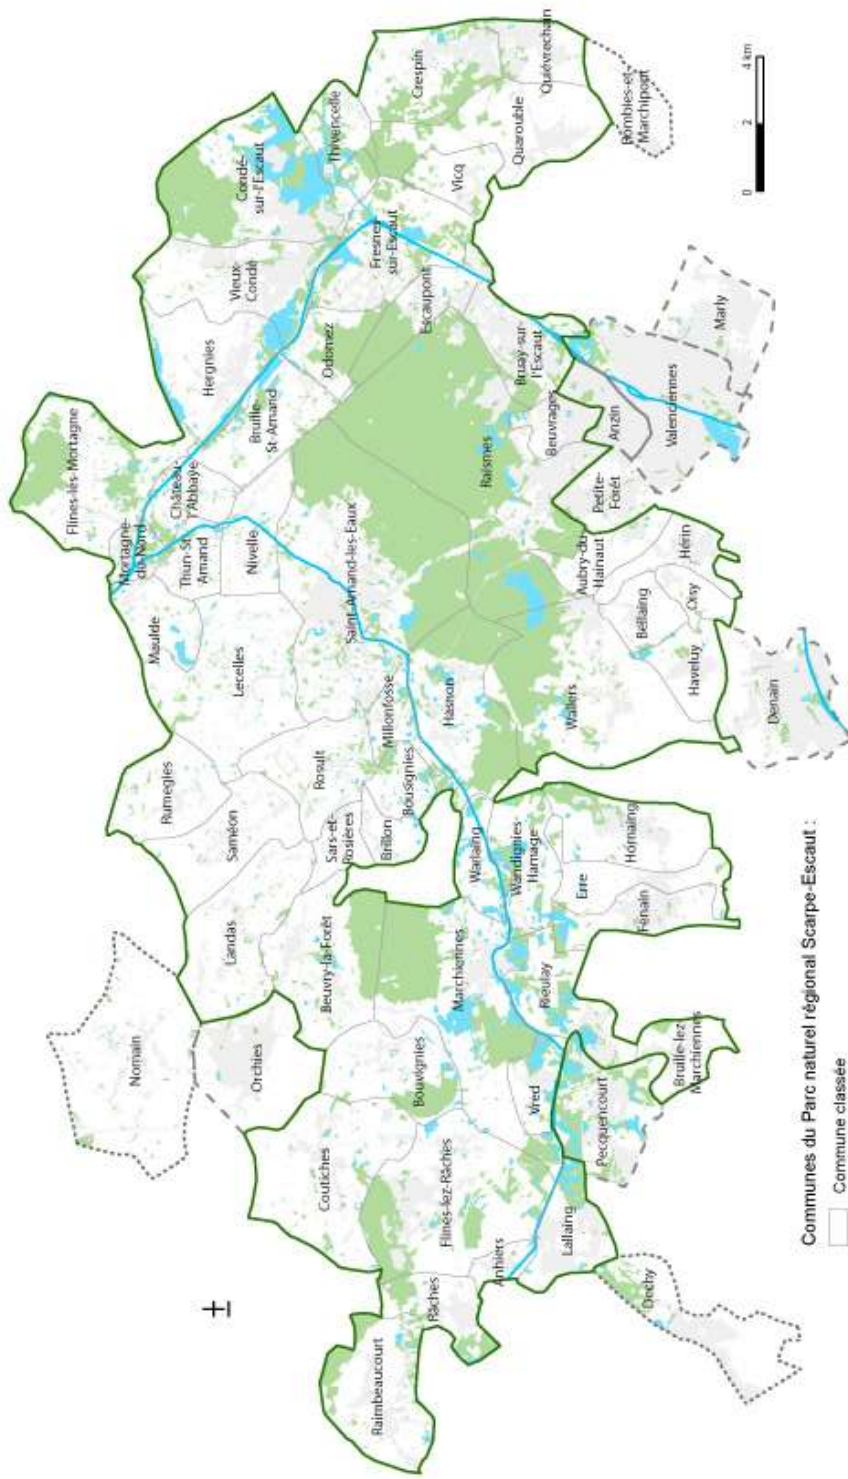 Flines-lès-Mortagne
Mortagne-
du-Nord
Château-
l'Abbaye
Thun-St-
Amand
Nivelle
Maulde
Lecelles
Rumegies
Saméon
Rosult
Landas
Sars-et-
Rosières
Brillon
Bousignies
Millonfosse
Saint-Amand-les-Eaux
Hasnon
Hergnies
Bruille-
St-Amand
Odomez
Vieux-
Condé
Condé-
sur-l'Escaut
Thivencelle
Fresnes-
sur-Escaut
Escaupont
Vicq
Crespin
Quiévrechain
Quarouble
Rombies-et-
Marchipont
Bruay-sur-
l'Escaut
Raismes
Beuvrages
Anzin
Valenciennes
Marly
Petite-
Forêt
Aubry-du-
Hainaut
Hérin
Oisy
Bellaing
Haveluy
Wallers
Denain
Nomain
Orchies
Beuvry-la-Forêt
Coutiches
Bouvignies
Marchiennes
Warlaing
Wandignies-
Hamage
Erre
Hornaing
Fenain
Rieulay
Vred
Bruille-lez-
Marchiennes
Pecquencourt
Flines-lez-Râches
Lallaing
Anhiers
Râches
Raimbeaucourt
Dechy
0 2 4 km
Communes du Parc naturel régional Scarpe-Escaut :
Commune classée